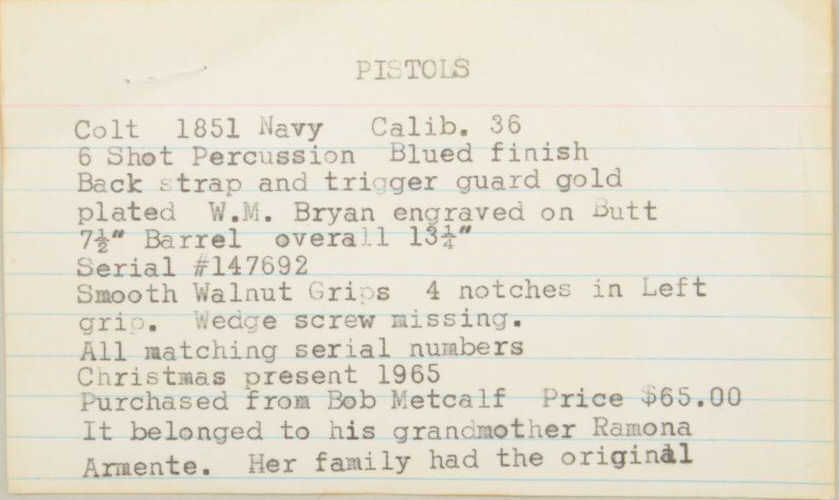 PISTOLS
Colt 1851 Navy Calib. 36
6 Shot Percussion Blued finish
Back strap and trigger guard gold
plated W.M. Bryan engraved on Butt
7½" Barrel overall 13¼"
Serial #147692
Smooth Walnut Grips 4 notches in Left
grip. Wedge screw missing.
All matching serial numbers
Christmas present 1965
Purchased from Bob Metcalf Price $65.00
It belonged to his grandmother Ramona
Armente. Her family had the original